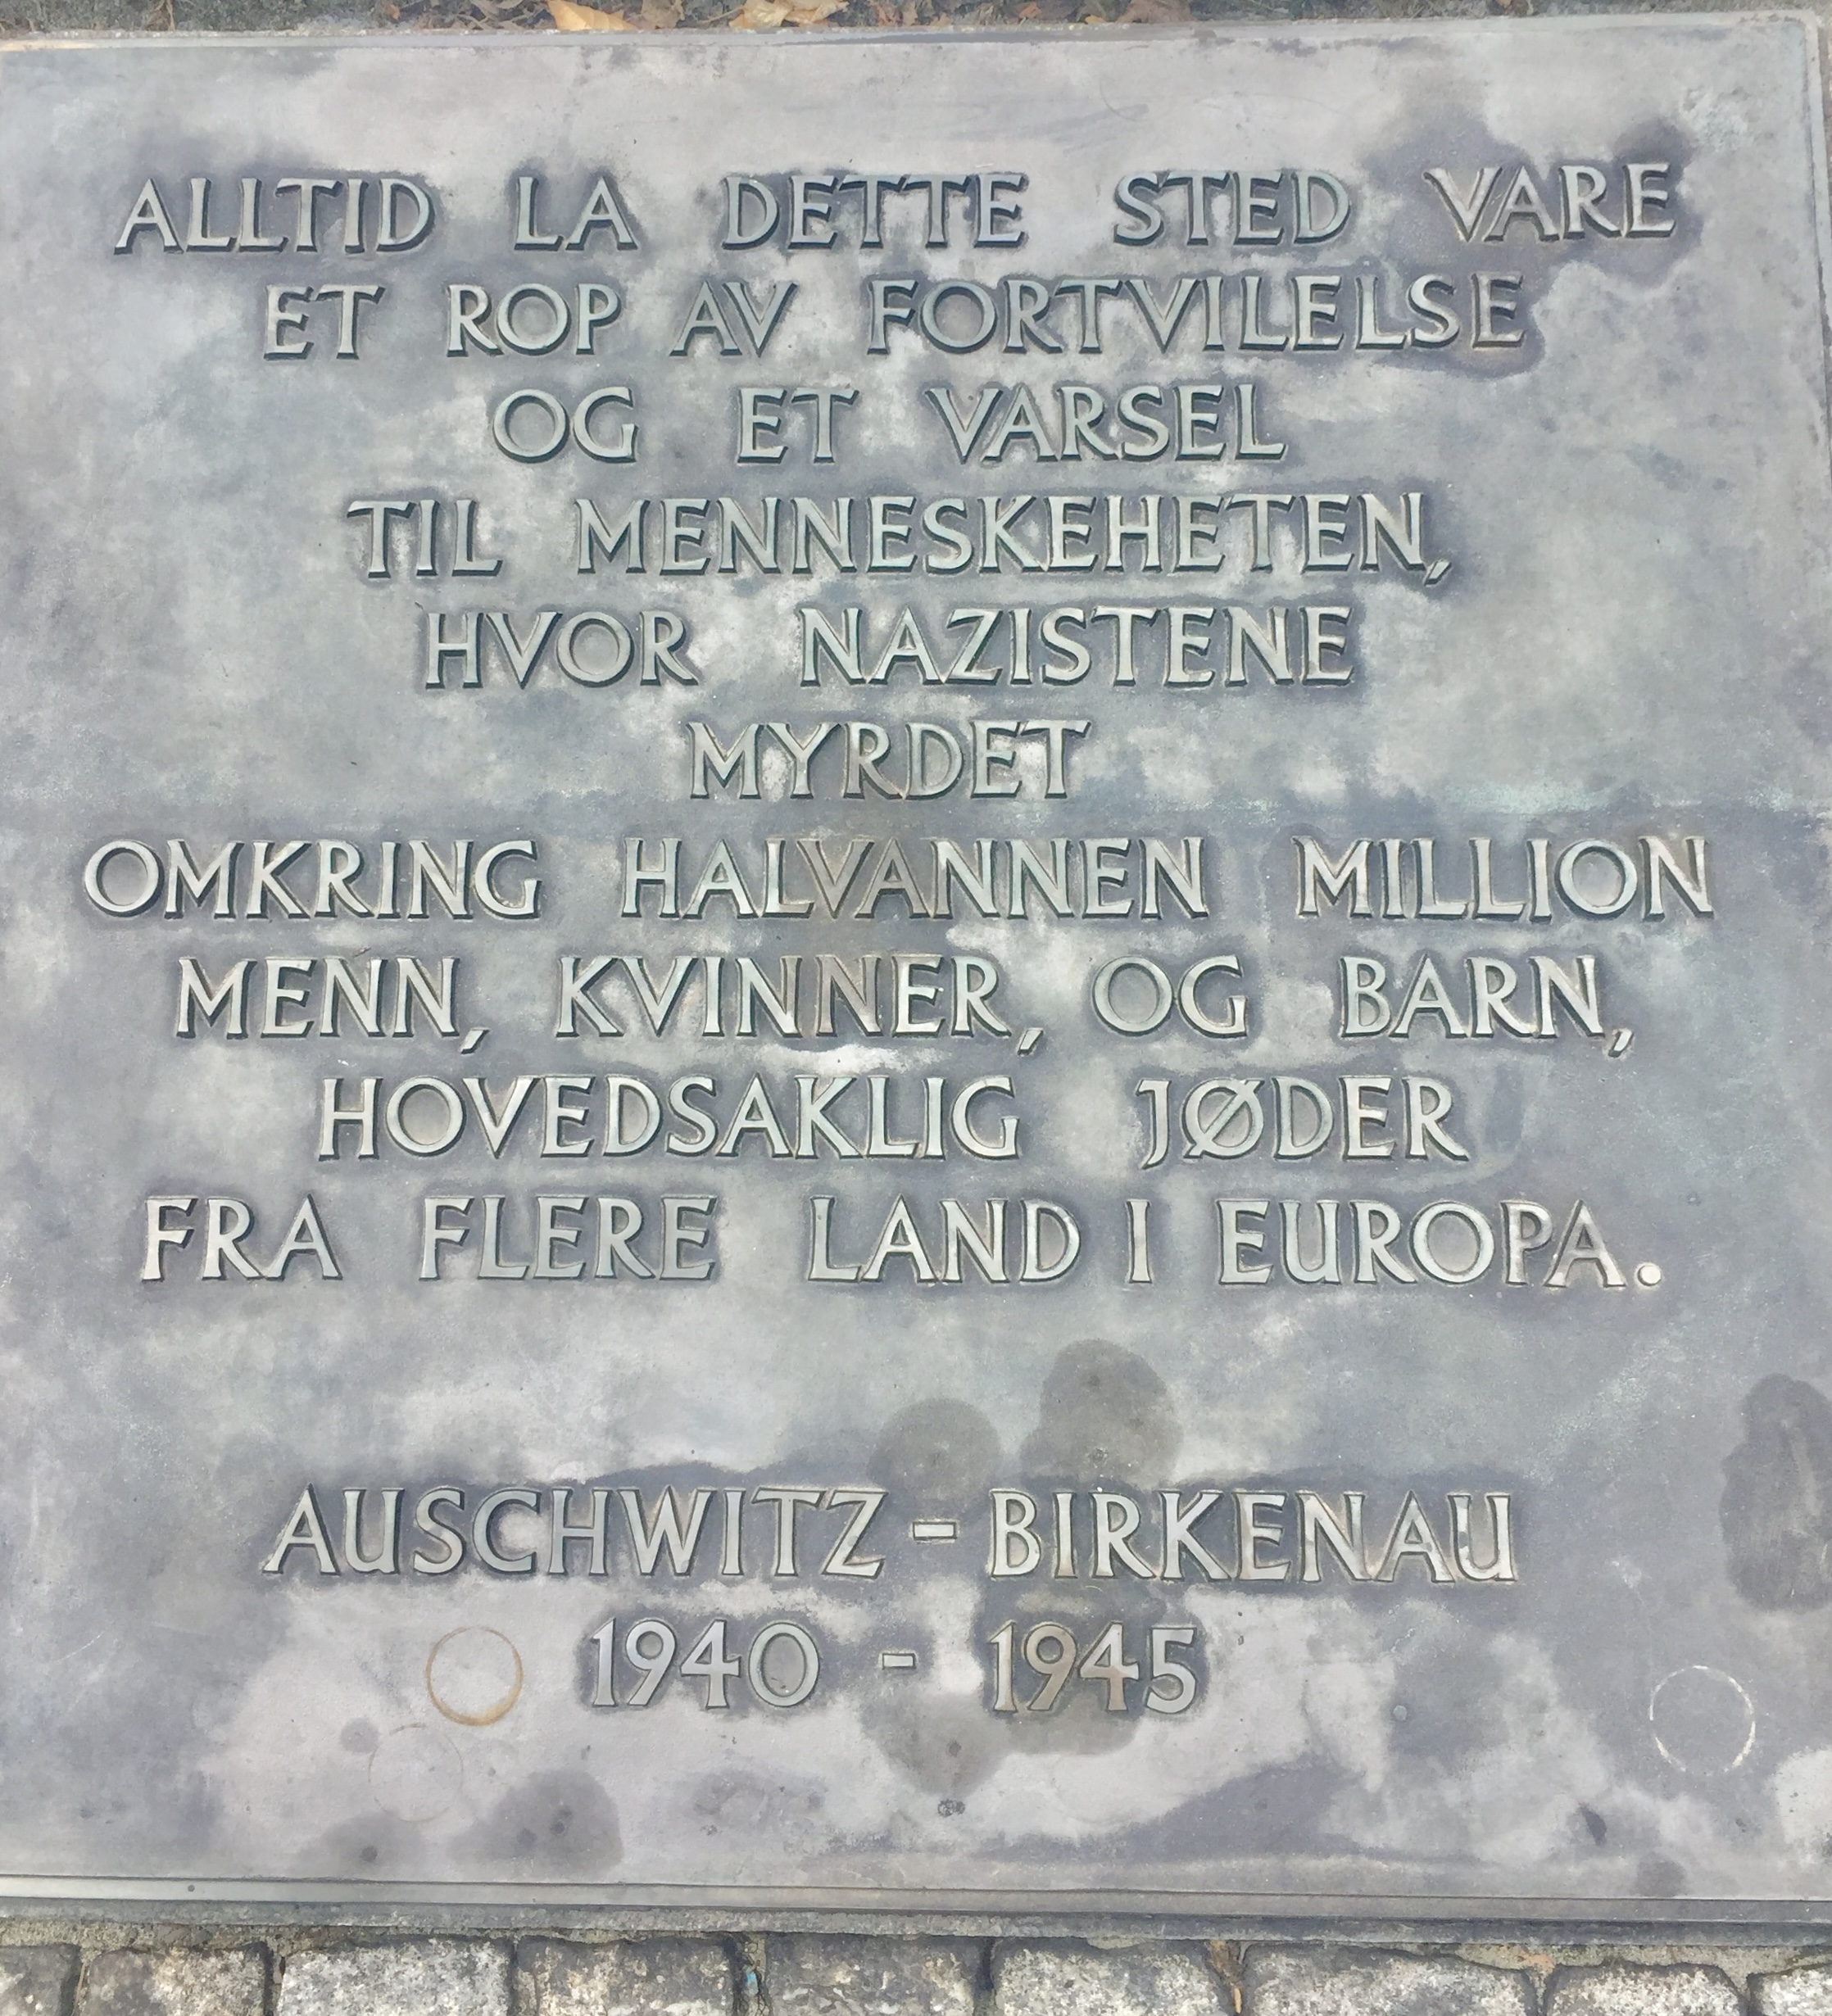 ALLTID LA DETTE STED VARE
ET ROP AV FORTVILELSE
OG ET VARSEL
TIL MENNESKEHETEN,
HVOR NAZISTENE
MYRDET
OMKRING HALVANNEN MILLION
MENN, KVINNER, OG BARN,
HOVEDSAKLIG JØDER
FRA FLERE LAND I EUROPA.
AUSCHWITZ - BIRKENAU
1940 - 1945